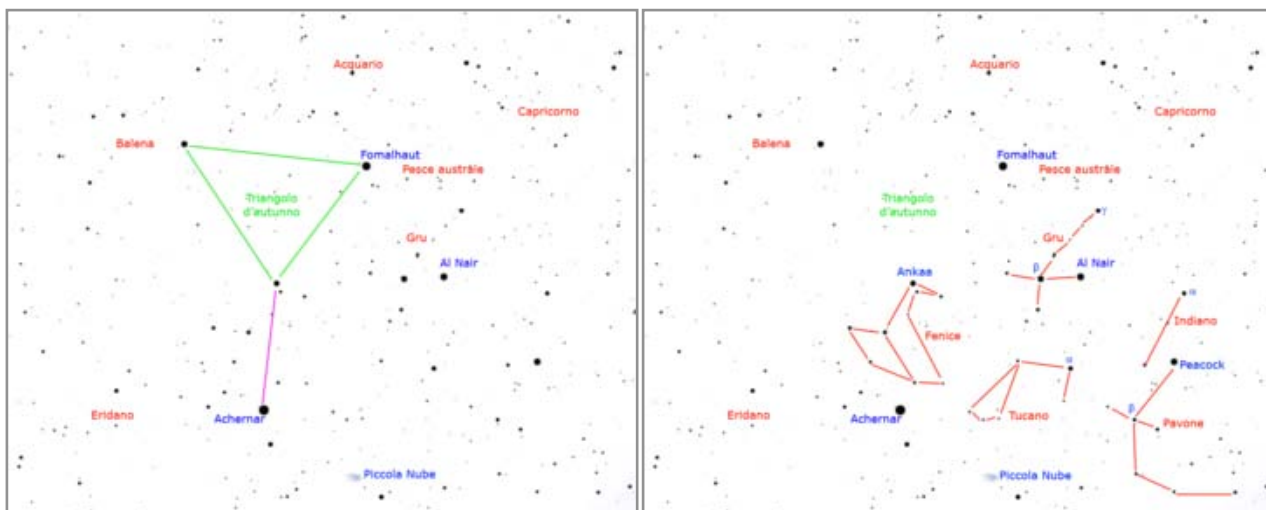 Acquario
Capricorno
Balena
Fomalhaut
Pesce australe
Triangolo
d'autunno
Gru
Al Nair
Eridano
Achernar
Piccola Nube
Acquario
Capricorno
Balena
Fomalhaut
Pesce australe
Triangolo
d'autunno
γ
Gru
β
Al Nair
Ankaa
α
Indiano
Fenice
α
Peacock
Eridano
Achernar
Tucano
β
Pavone
Piccola Nube